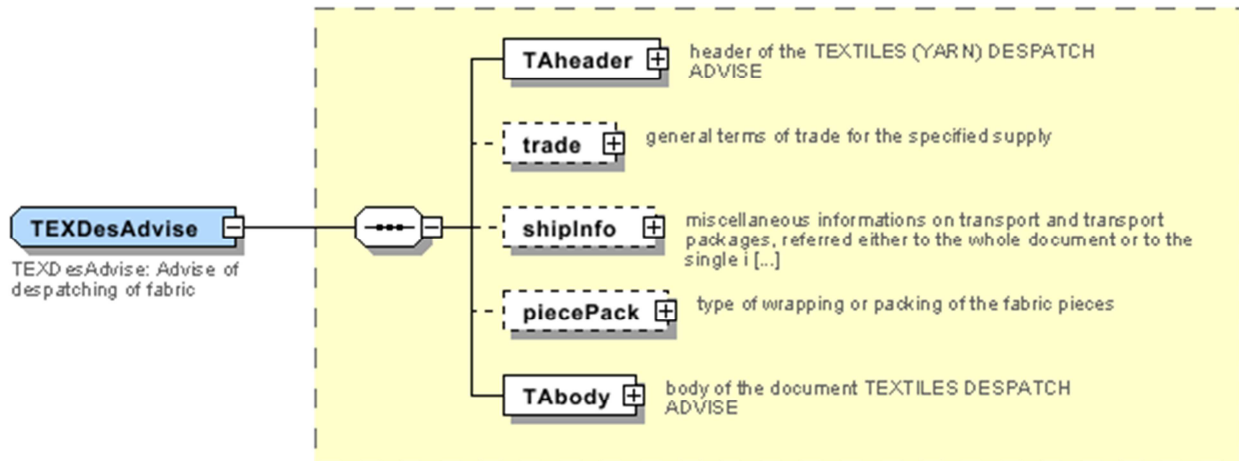 TAheader
header of the TEXTILES (YARN) DESPATCH
ADVISE
trade
general terms of trade for the specified supply
TEXDesAdvise
TEXDesAdvise: Advise of
despatching of fabric
shipInfo
miscellaneous informations on transport and transport
packages, referred either to the whole document or to the
single i [...]
piecePack
type of wrapping or packing of the fabric pieces
TAbody
body of the document TEXTILES DESPATCH
ADVISE